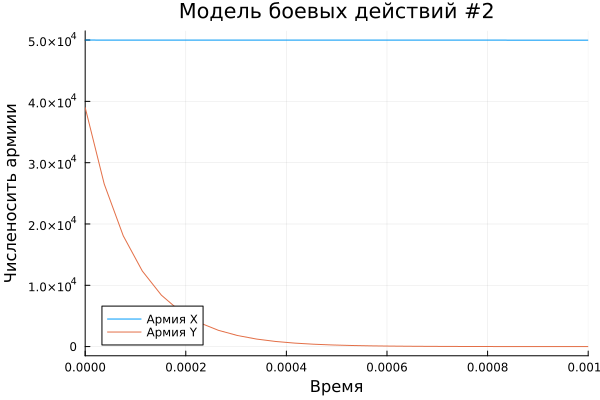 Модель боевых действий #2
Численосить армиии
5.0×10⁴
4.0×10⁴
3.0×10⁴
2.0×10⁴
1.0×10⁴
0
Армия X
Армия Y
0.0000 0.0002 0.0004 0.0006 0.0008 0.001
Время